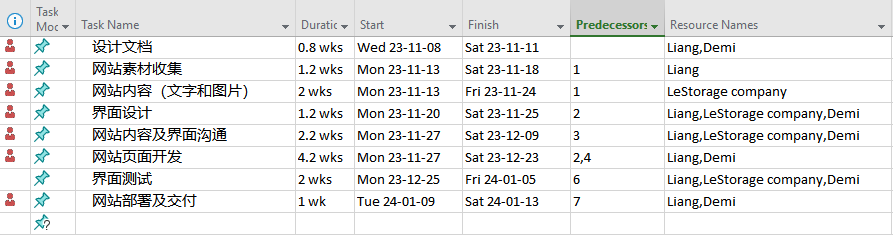 Task Mod Task Name Duratic Start Finish Predecessors Resource Names
设计文档 0.8 wks Wed 23-11-08 Sat 23-11-11 Liang,Demi
网站素材收集 1.2 wks Mon 23-11-13 Sat 23-11-18 1 Liang
网站内容（文字和图片） 2 wks Mon 23-11-13 Fri 23-11-24 1 LeStorage company
界面设计 1.2 wks Mon 23-11-20 Sat 23-11-25 2 Liang,LeStorage company,Demi
网站内容及界面沟通 2.2 wks Mon 23-11-27 Sat 23-12-09 3 Liang,LeStorage company,Demi
网站页面开发 4.2 wks Mon 23-11-27 Sat 23-12-23 2,4 Liang,Demi
界面测试 2 wks Mon 23-12-25 Fri 24-01-05 6 Liang,LeStorage company,Demi
网站部署及交付 1 wk Tue 24-01-09 Sat 24-01-13 7 Liang,Demi